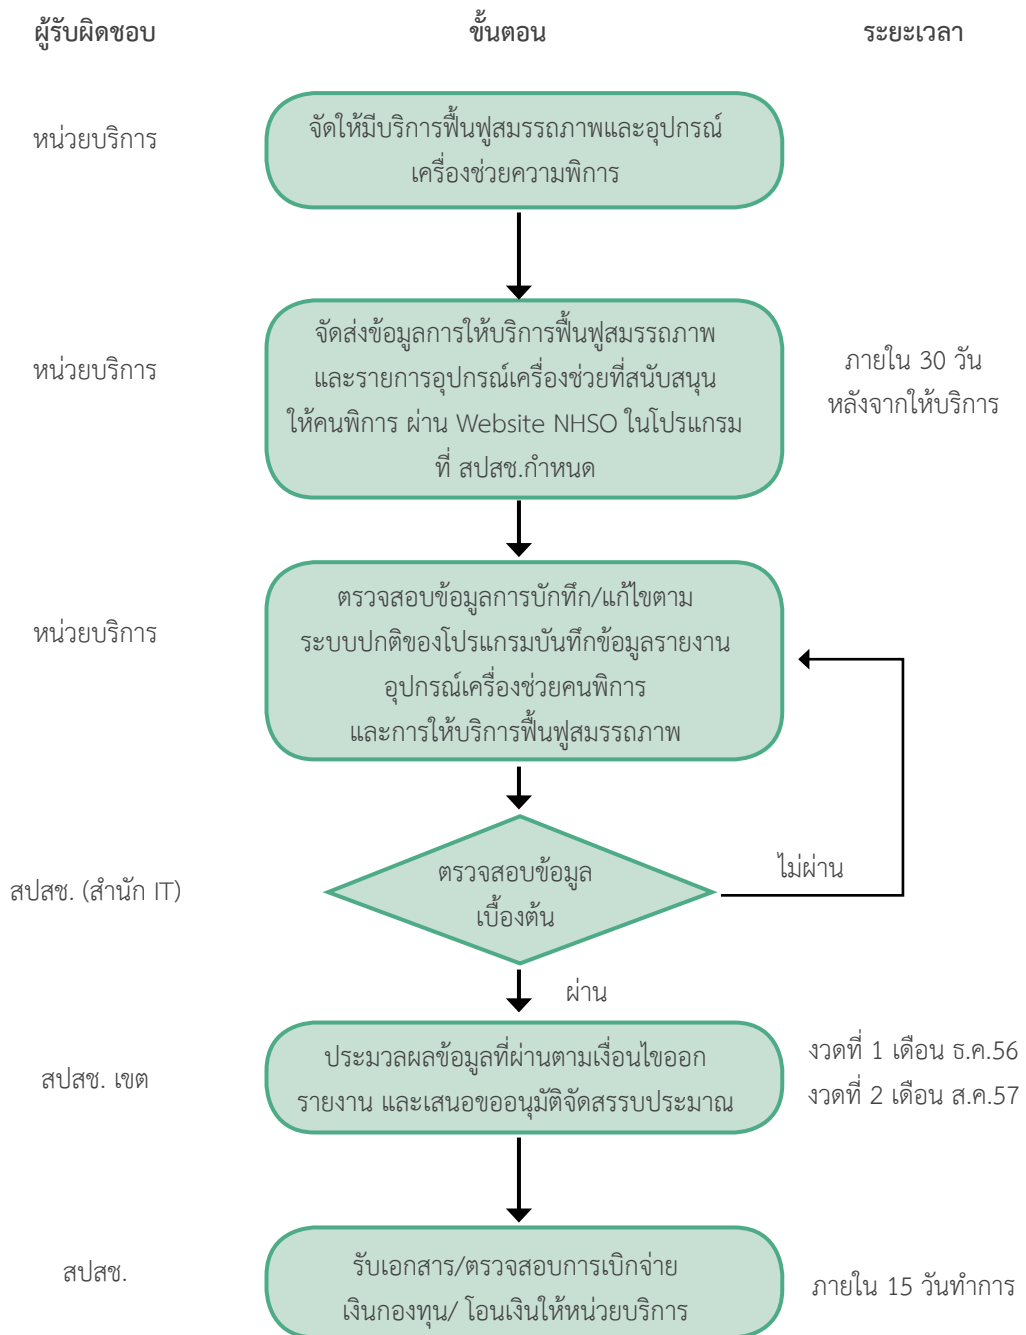 ผู้รับผิดชอบ ขั้นตอน ระยะเวลา
หน่วยบริการ
จัดให้มีบริการฟื้นฟูสมรรถภาพและอุปกรณ์
เครื่องช่วยความพิการ
หน่วยบริการ
จัดส่งข้อมูลการให้บริการฟื้นฟูสมรรถภาพ
และรายการอุปกรณ์เครื่องช่วยที่สนับสนุน
ให้คนพิการ ผ่าน Website NHSO ในโปรแกรม
ที่ สปสช.กำหนด
ภายใน 30 วัน
หลังจากให้บริการ
หน่วยบริการ
ตรวจสอบข้อมูลการบักทึก/แก้ไขตาม
ระบบปกติของโปรแกรมบันทึกข้อมูลรายงาน
อุปกรณ์เครื่องช่วยคนพิการ
และการให้บริการฟื้นฟูสมรรถภาพ
สปสช. (สำนัก IT)
ตรวจสอบข้อมูล
เบื้องต้น
ไม่ผ่าน
ผ่าน
สปสช. เขต
ประมวลผลข้อมูลที่ผ่านตามเงื่อนไขออก
รายงาน และเสนอขออนุมัติจัดสรรบประมาณ
งวดที่ 1 เดือน ธ.ค.56
งวดที่ 2 เดือน ส.ค.57
สปสช.
รับเอกสาร/ตรวจสอบการเบิกจ่าย
เงินกองทุน/ โอนเงินให้หน่วยบริการ
ภายใน 15 วันทำการ